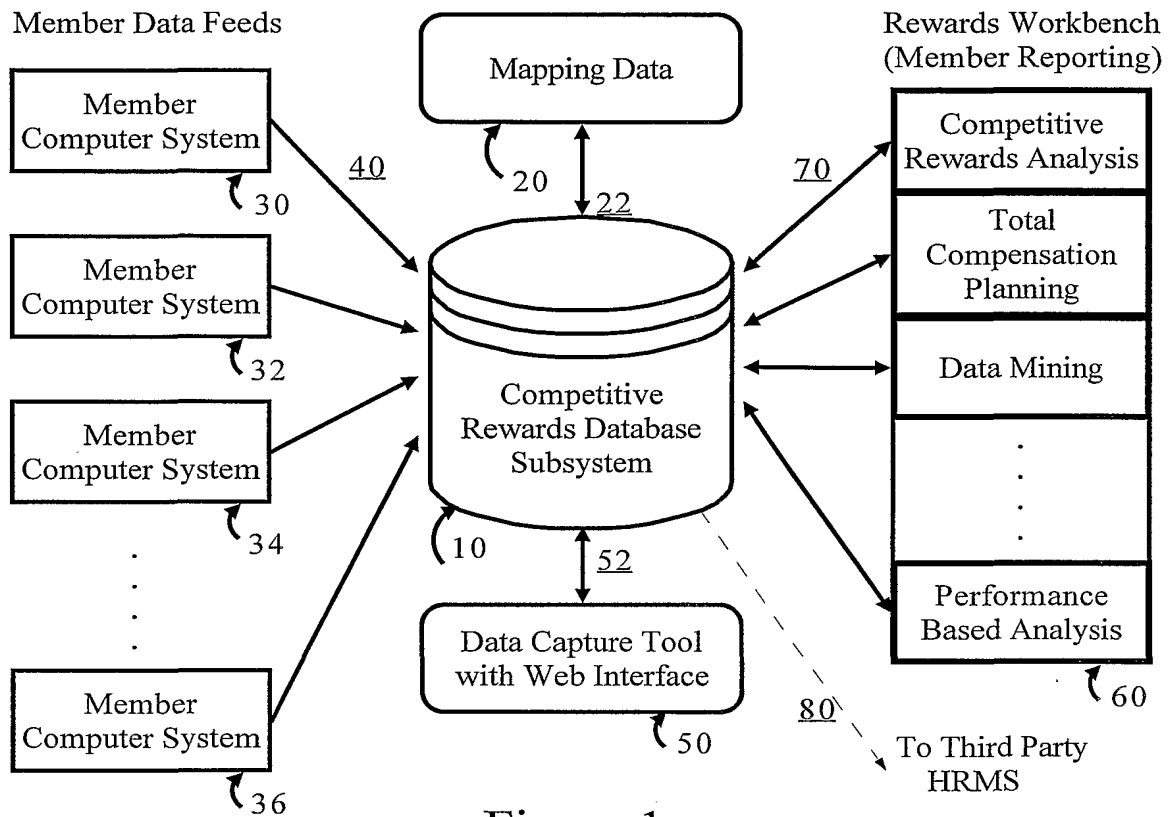 Member Data Feeds
Member
Computer System
30
Member
Computer System
32
Member
Computer System
34
Member
Computer System
36
40
Mapping Data
20
22
Competitive
Rewards Database
Subsystem
10
52
Data Capture Tool
with Web Interface
50
Rewards Workbench
(Member Reporting)
70
Competitive
Rewards Analysis
Total
Compensation
Planning
Data Mining
Performance
Based Analysis
60
80
To Third Party
HRMS